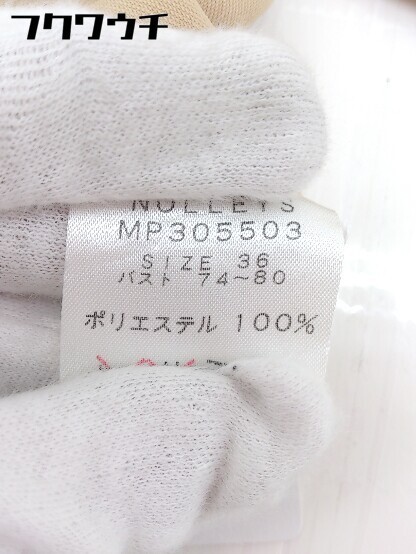 フクワウチ
NOLLEY'S
MP305503
SIZE 36
バスト 74~80
ポリエステル 100%